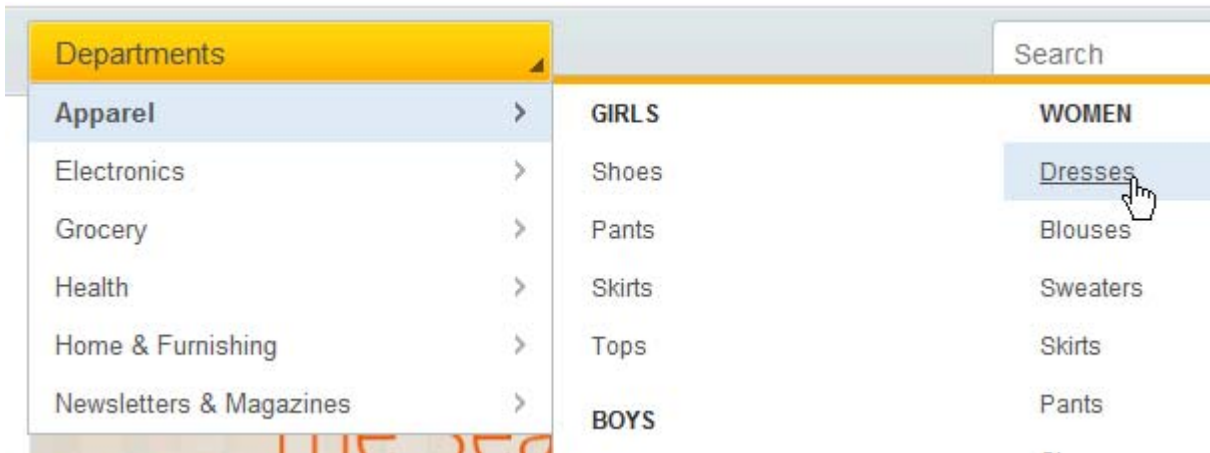 Departments
Search
Apparel
Electronics
Grocery
Health
Home & Furnishing
Newsletters & Magazines
GIRLS
Shoes
Pants
Skirts
Tops
BOYS
WOMEN
Dresses
Blouses
Sweaters
Skirts
Pants